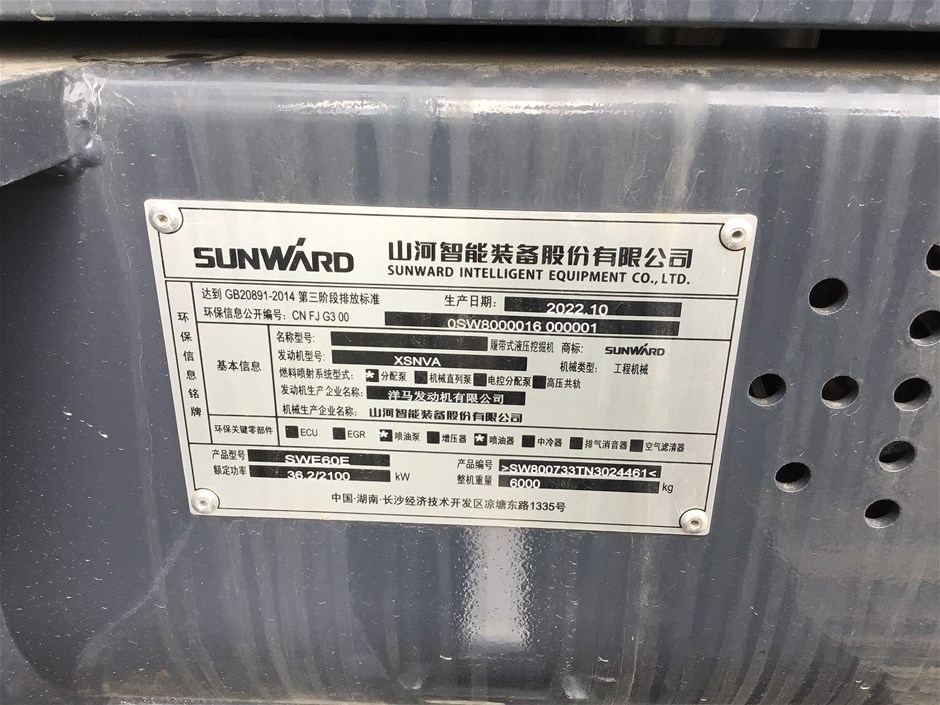 SUNWARD 山河智能装备股份有限公司
SUNWARD INTELLIGENT EQUIPMENT CO., LTD.
环保信息铭牌
达到 GB20891-2014 第三阶段排放标准 生产日期: 2022.10
环保信息公开编号: CN FJ G3 00 0SW8000016 000001
基本信息
名称型号: 履带式液压挖掘机 商标: SUNWARD
发动机型号: XSNVA 机械类型: 工程机械
燃料喷射系统型式: * 分配泵 机械直列泵 电控分配泵 高压共轨
发动机生产企业名称: 洋马发动机有限公司
机械生产企业名称: 山河智能装备股份有限公司
环保关键零部件 ECU EGR * 喷油泵 增压器 * 喷油器 中冷器 排气消音器 空气滤清器
产品型号 SWE60E 产品编号 >SW800733TN3024461<
额定功率 36.2/2100 kW 整机重量 6000 kg
中国·湖南·长沙经济技术开发区凉塘东路1335号